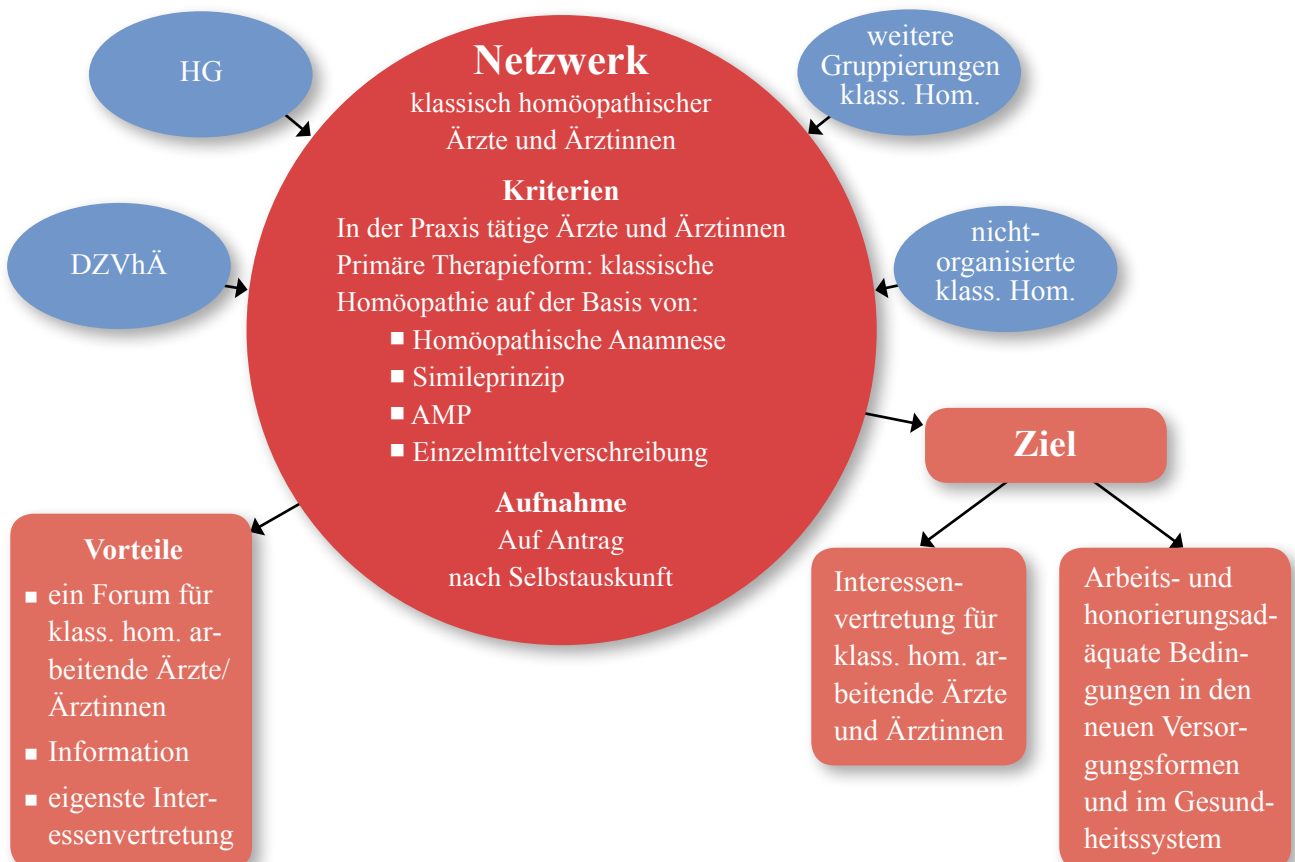 HG
DZVhÄ
Netzwerk
klassisch homöopathischer
Ärzte und Ärztinnen
Kriterien
In der Praxis tätige Ärzte und Ärztinnen
Primäre Therapieform: klassische
Homöopathie auf der Basis von:
■ Homöopathische Anamnese
■ Simileprinzip
■ AMP
■ Einzelmittelverschreibung
Aufnahme
Auf Antrag
nach Selbstauskunft
weitere
Gruppierungen
klass. Hom.
nicht-
organisierte
klass. Hom.
Vorteile
■ ein Forum für
klass. hom. ar-
beitende Ärzte/
Ärztinnen
■ Information
■ eigenste Inter-
essenvertretung
Ziel
Interessen-
vertretung für
klass. hom. ar-
beitende Ärzte
und Ärztinnen
Arbeits- und
honorierungsad-
äquate Bedin-
gungen in den
neuen Versor-
gungsformen
und im Gesund-
heitssystem